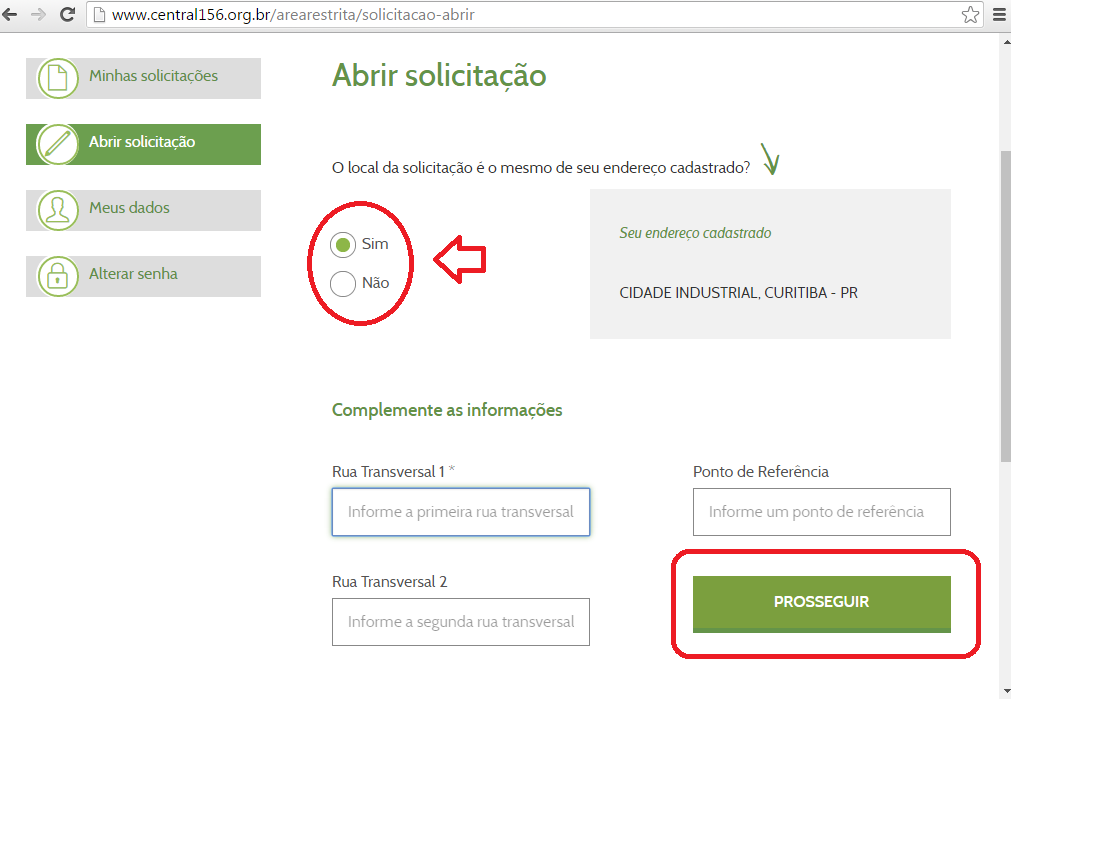 www.central156.org.br/arearestrita/solicitacao-abrir
Minhas solicitações
Abrir solicitação
Meus dados
Alterar senha
Abrir solicitação
O local da solicitação é o mesmo de seu endereço cadastrado?
Sim
Não
Seu endereço cadastrado
CIDADE INDUSTRIAL, CURITIBA - PR
Complemente as informações
Rua Transversal 1 *
Informe a primeira rua transversal
Ponto de Referência
Informe um ponto de referência
Rua Transversal 2
Informe a segunda rua transversal
PROSSEGUIR